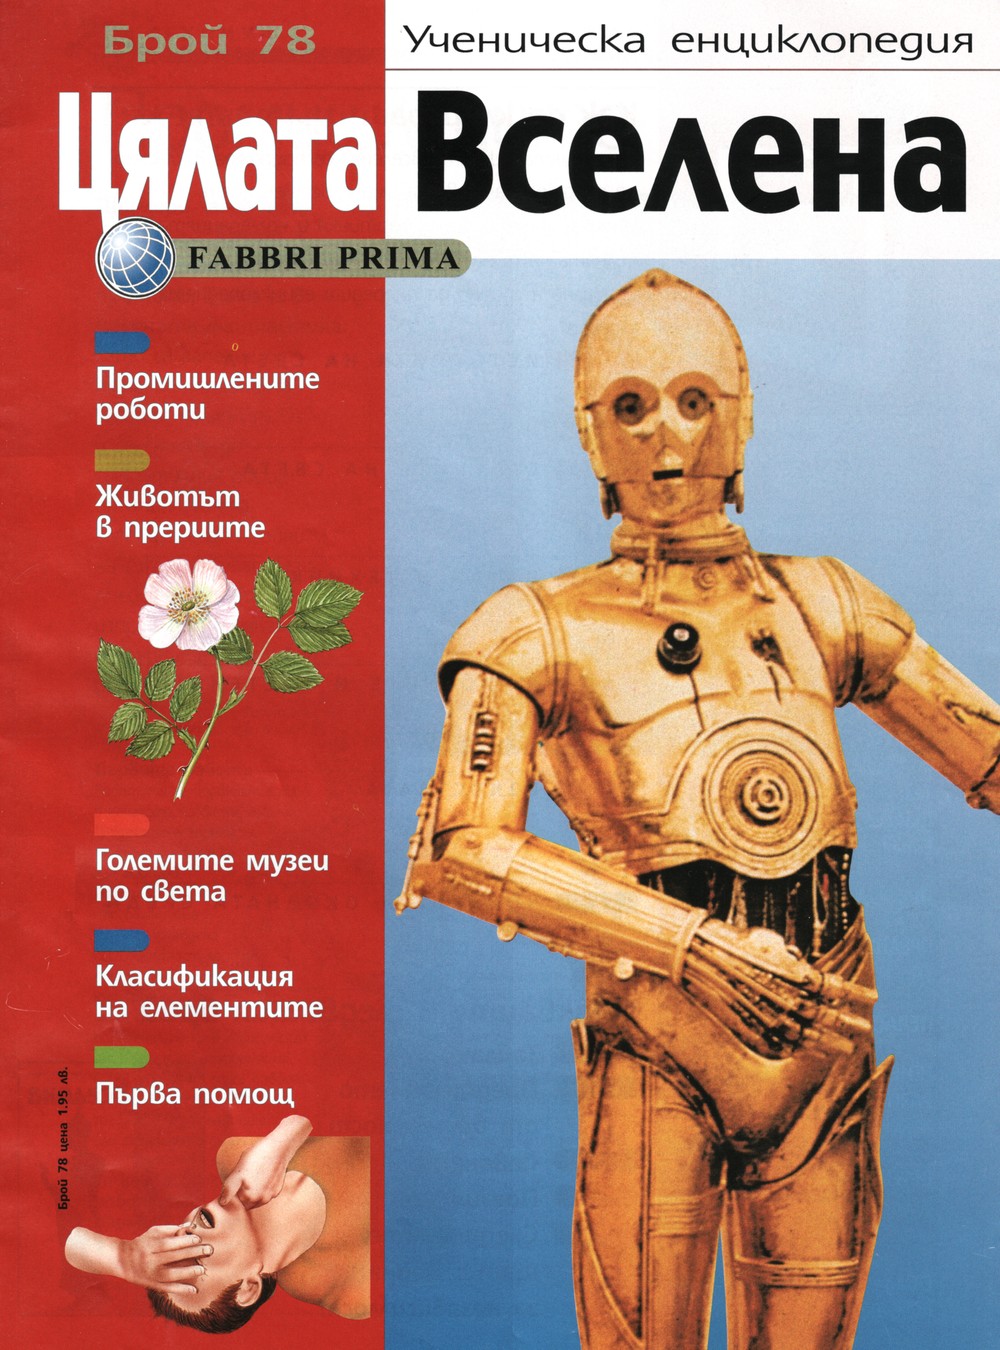 Брой 78
Ученическа енциклопедия
Цялата Вселена
FABBRI PRIMA
Промишлените
роботи
Животът
в прериите
Големите музеи
по света
Класификация
на елементите
Първа помощ
Брой 78 цена 1.95 лв.